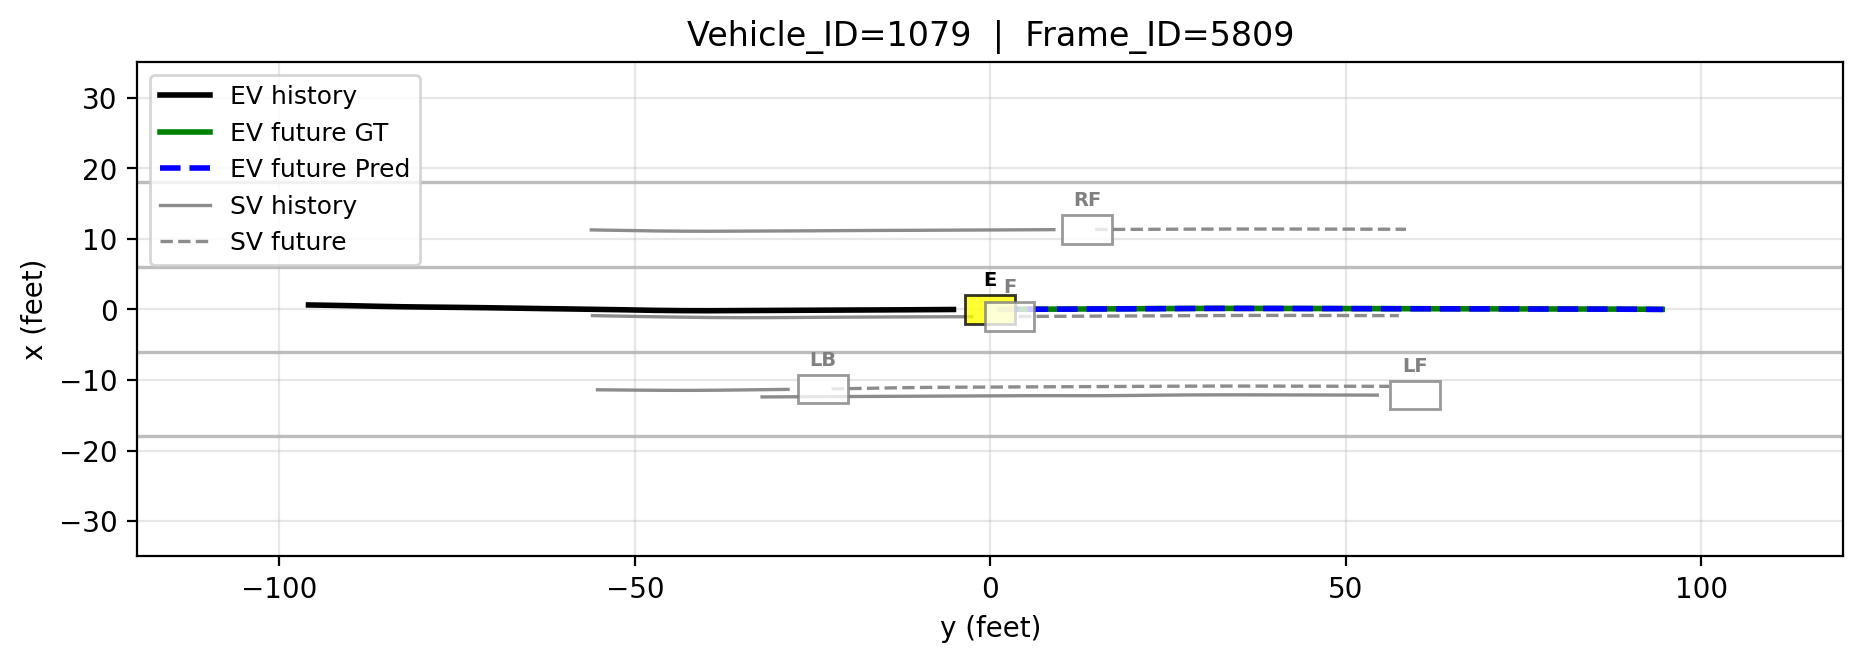 Vehicle_ID=1079 | Frame_ID=5809
EV history
EV future GT
EV future Pred
SV history
SV future
30
20
10
0
−10
−20
−30
x (feet)
RF
E
F
LB
LF
−100
−50
0
50
100
y (feet)